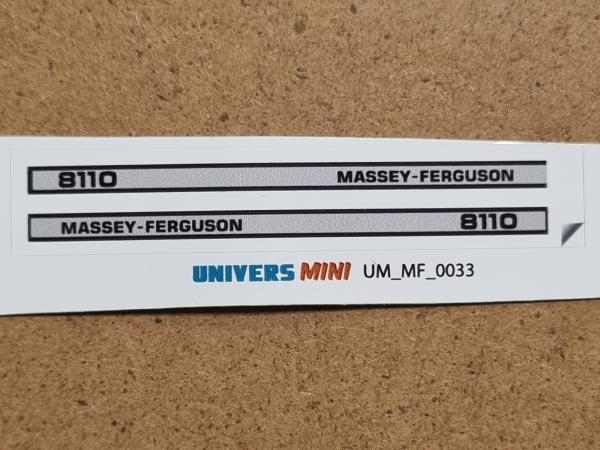 8110 MASSEY-FERGUSON
MASSEY-FERGUSON 8110
UNIVERS MINI UM_MF_0033